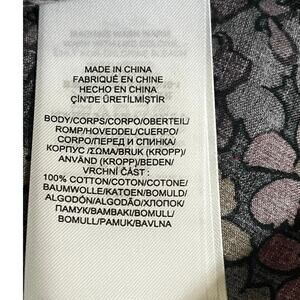 MADE IN CHINA
FABRIQUÉ EN CHINE
HECHO EN CHINA
ÇİN'DE ÜRETİLMİŞTİR
BODY/CORPS/CORPO/OBERTEIL/
ROMP/HOVEDDEL/CUERPO/
CORPO/ПЕРЕД И СПИНКА/
КОРПУС /ΣΩΜΑ/BRUK (KROPP)/
ANVÄND (KROPP)/BEDEN/
VRCHNÍ ČÁST :
100% COTTON/COTON/COTONE/
BAUMWOLLE/KATOEN/BOMULD/
ALGODÓN/ALGODÃO/ХЛОПОК/
ПАМУК/BAMBAKI/BOMULL/
BOMULL/PAMUK/BAVLNA